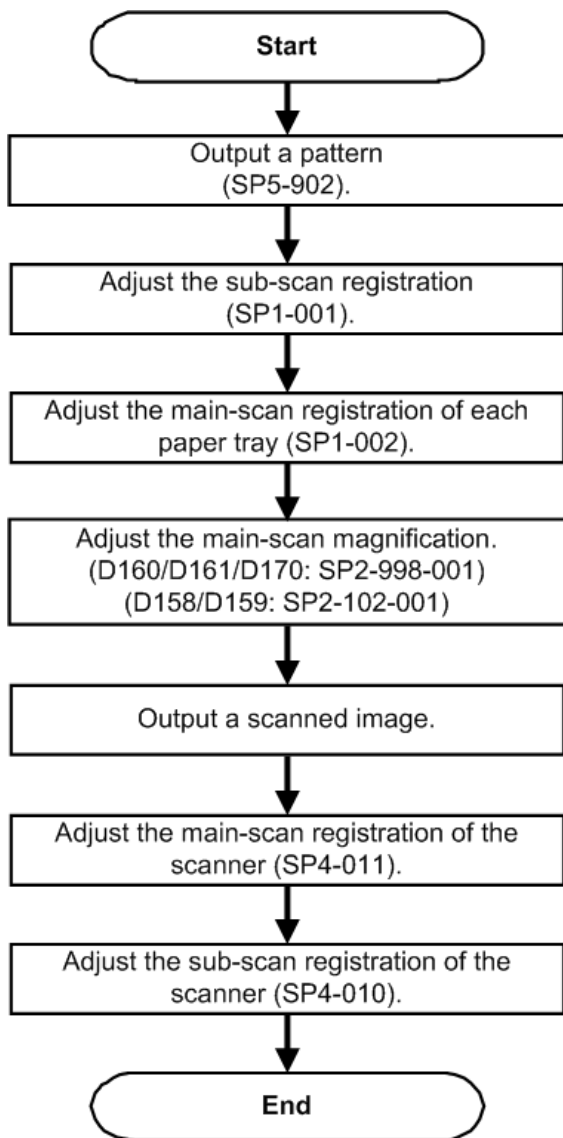 Start
Output a pattern
(SP5-902).
Adjust the sub-scan registration
(SP1-001).
Adjust the main-scan registration of each
paper tray (SP1-002).
Adjust the main-scan magnification.
(D160/D161/D170: SP2-998-001)
(D158/D159: SP2-102-001)
Output a scanned image.
Adjust the main-scan registration of the
scanner (SP4-011).
Adjust the sub-scan registration of the
scanner (SP4-010).
End